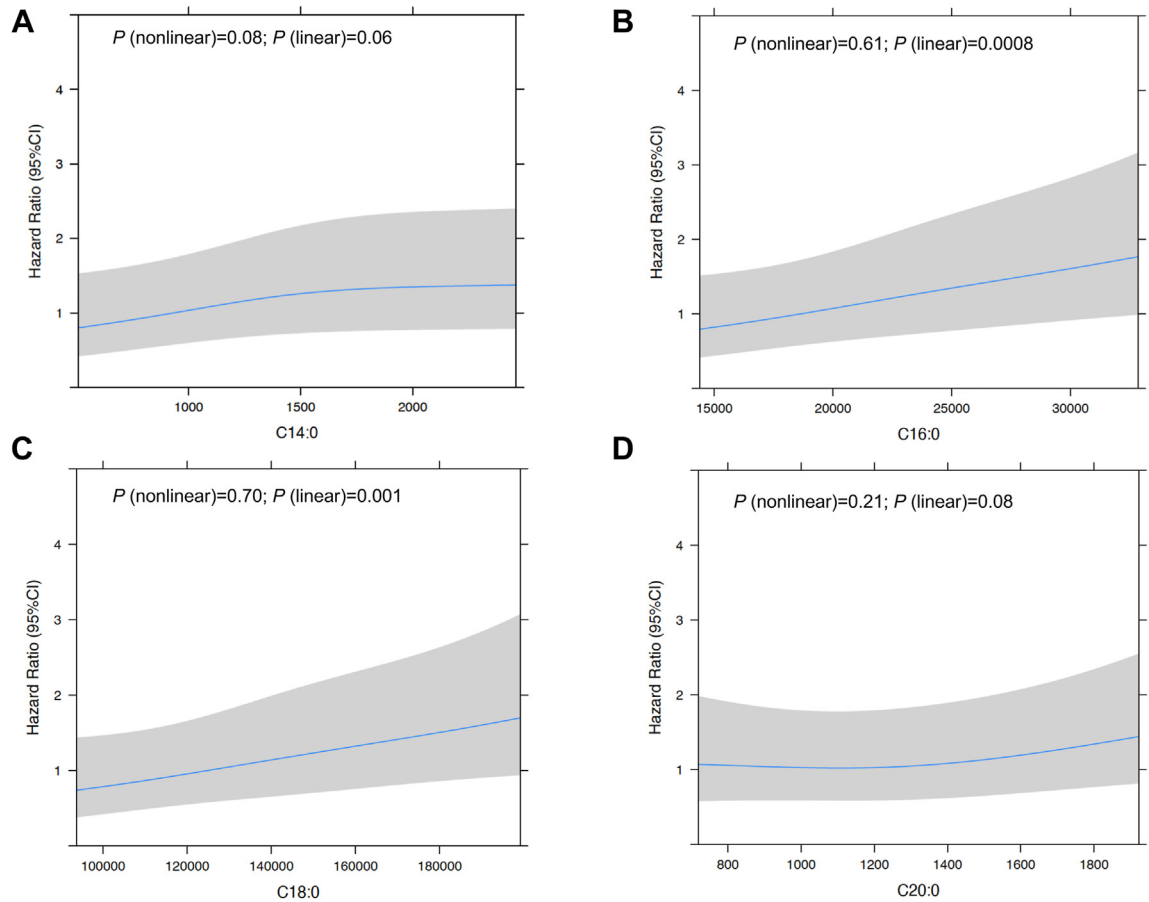 A
P (nonlinear)=0.08; P (linear)=0.06
Hazard Ratio (95%CI)
4
3
2
1
1000 1500 2000
C14:0
B
P (nonlinear)=0.61; P (linear)=0.0008
Hazard Ratio (95%CI)
4
3
2
1
15000 20000 25000 30000
C16:0
C
P (nonlinear)=0.70; P (linear)=0.001
Hazard Ratio (95%CI)
4
3
2
1
100000 120000 140000 160000 180000
C18:0
D
P (nonlinear)=0.21; P (linear)=0.08
Hazard Ratio (95%CI)
4
3
2
1
800 1000 1200 1400 1600 1800
C20:0